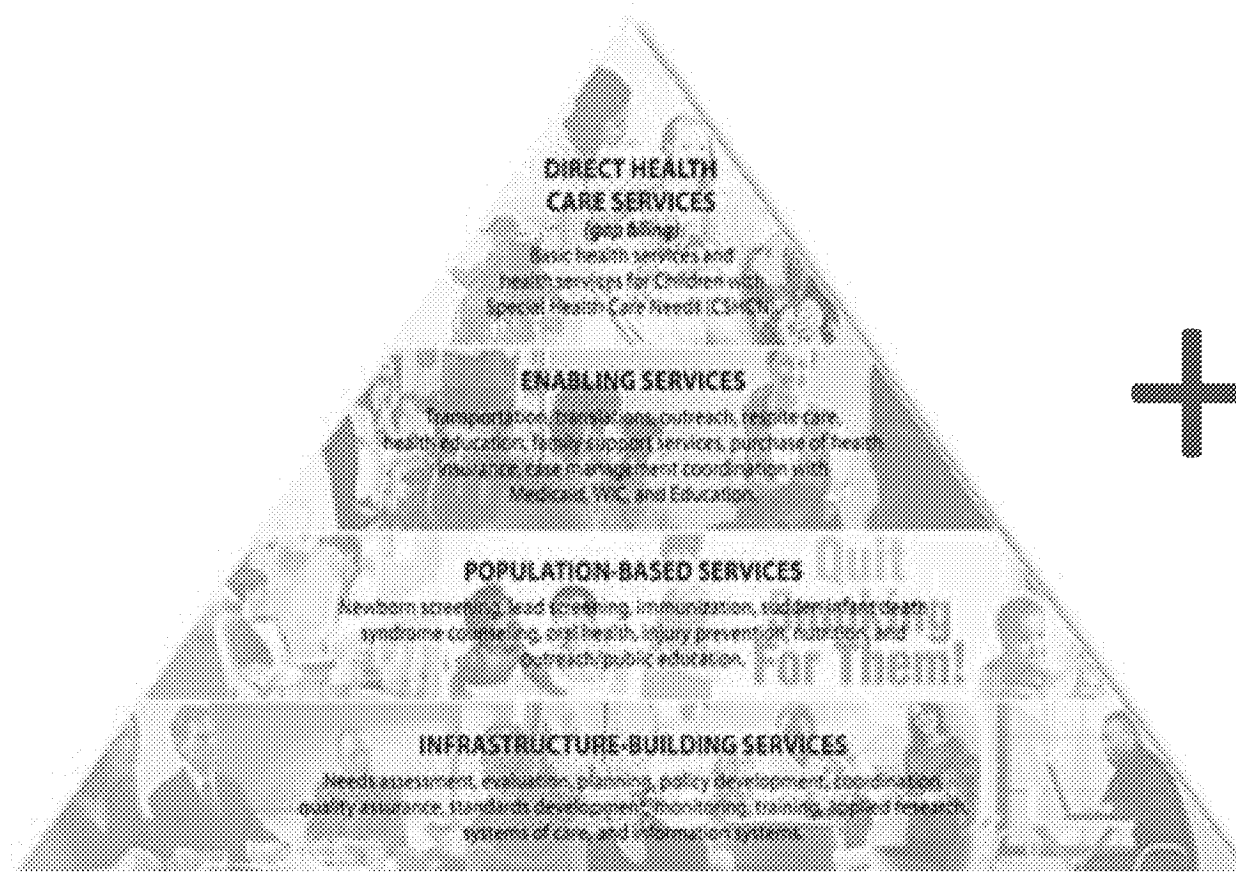 DIRECT HEALTH
CARE SERVICES
(gap filling)
Basic health services and
health services for Children with
Special Health Care Needs (CSHCN)
ENABLING SERVICES
Transportation, translations, outreach, respite care,
health education, family support services, purchase of health
insurance, case management coordination with
Medicaid, WIC, and Education.
Quit
POPULATION-BASED SERVICES
Newborn screening, lead screening, immunization, sudden infant death
Smoking
syndrome counseling, oral health, injury prevention, nutrition, and
outreach/public education.
For Them!
INFRASTRUCTURE-BUILDING SERVICES
Needs assessment, evaluation, planning, policy development, coordination,
quality assurance, standards development, monitoring, training, applied research,
systems of care, and information systems.
+